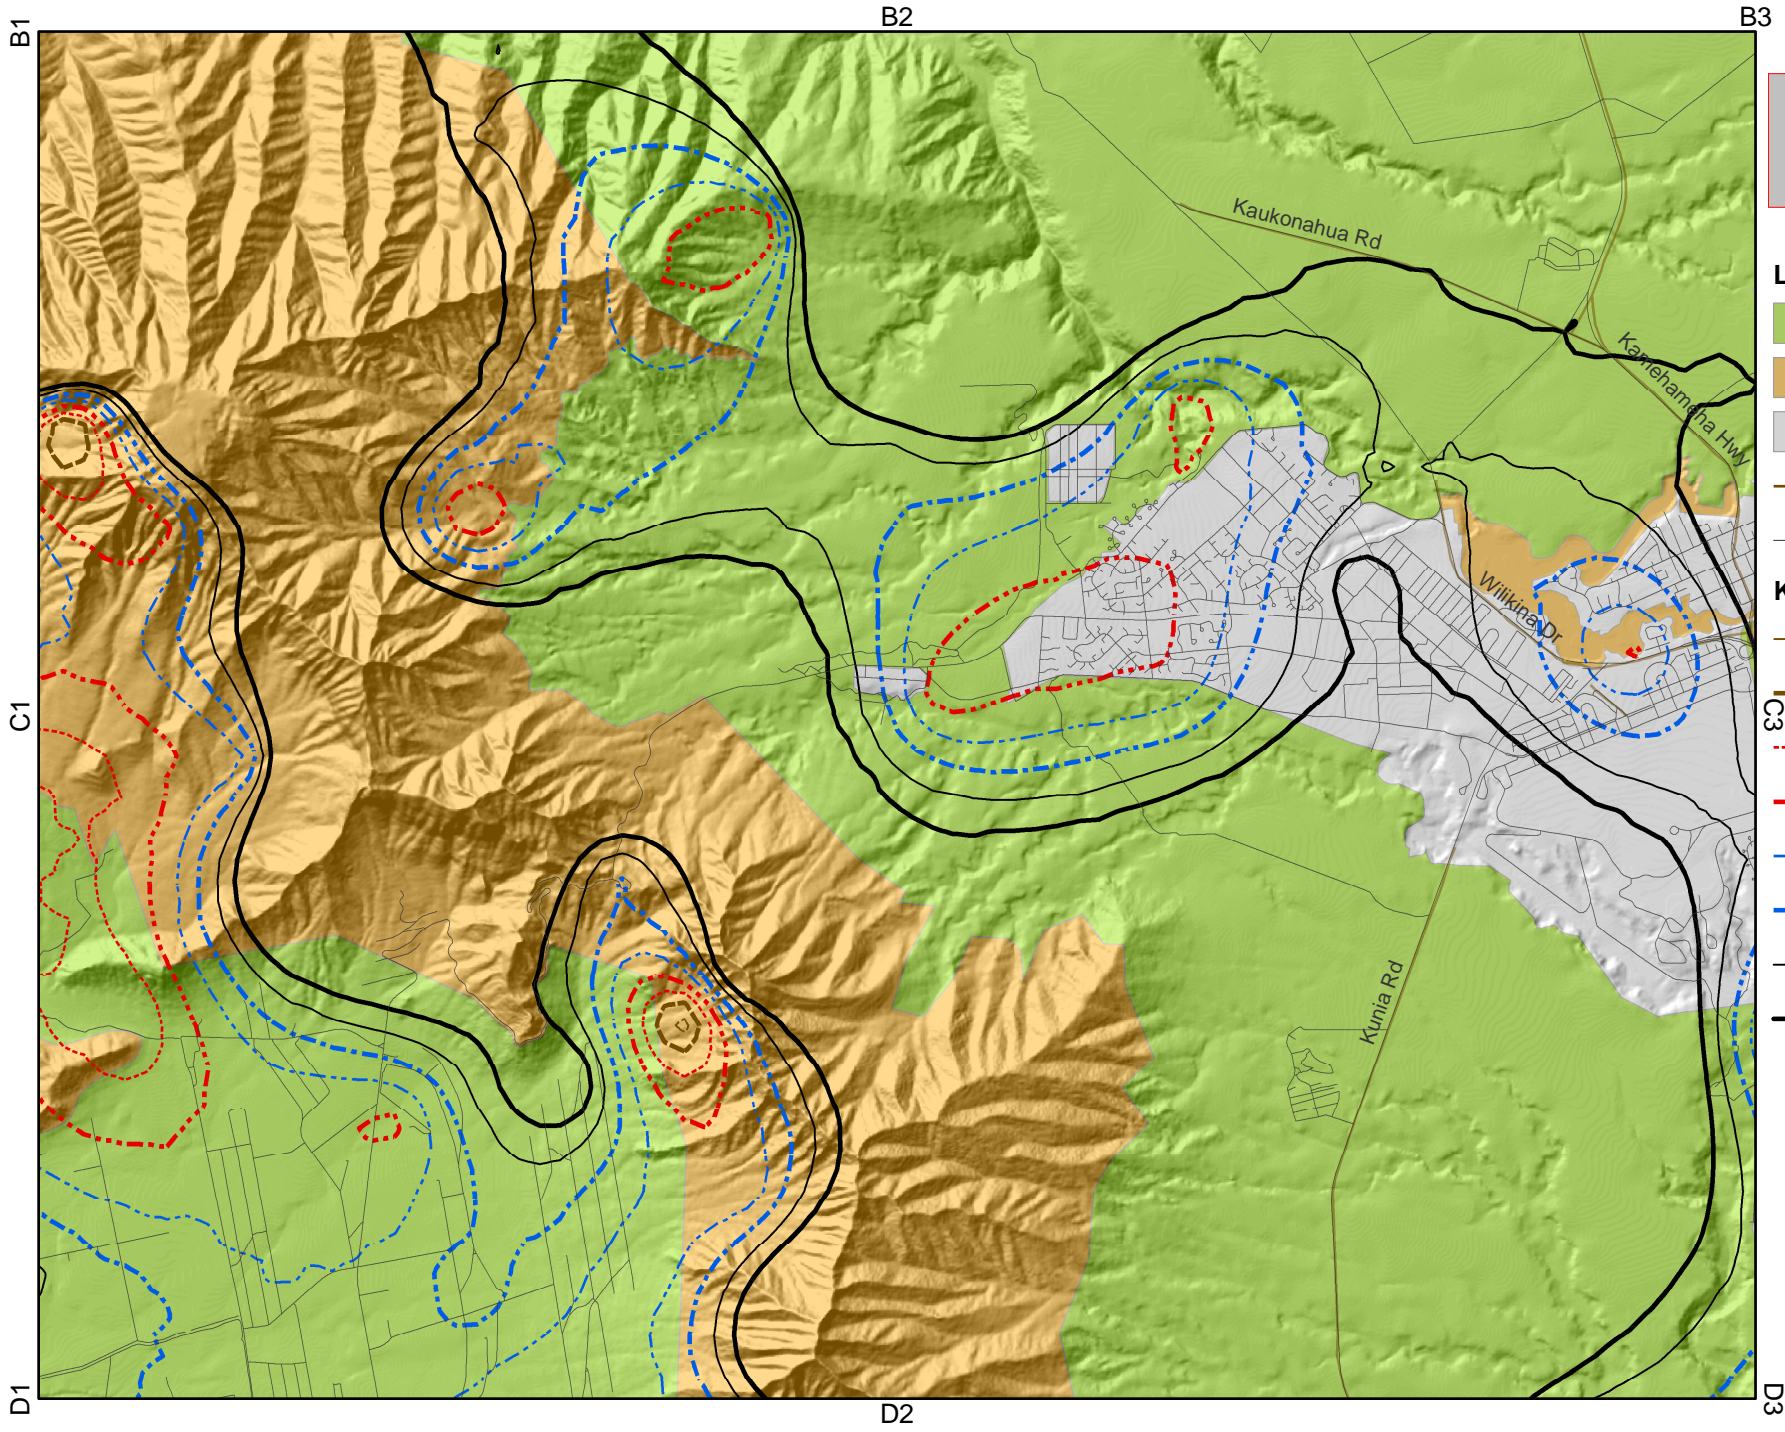 B1
B2
B3
Kaukonahua Rd
L
Kamehameha Hwy
K
Wilikina Dr
C1
C3
Kunia Rd
D1
D2
D3